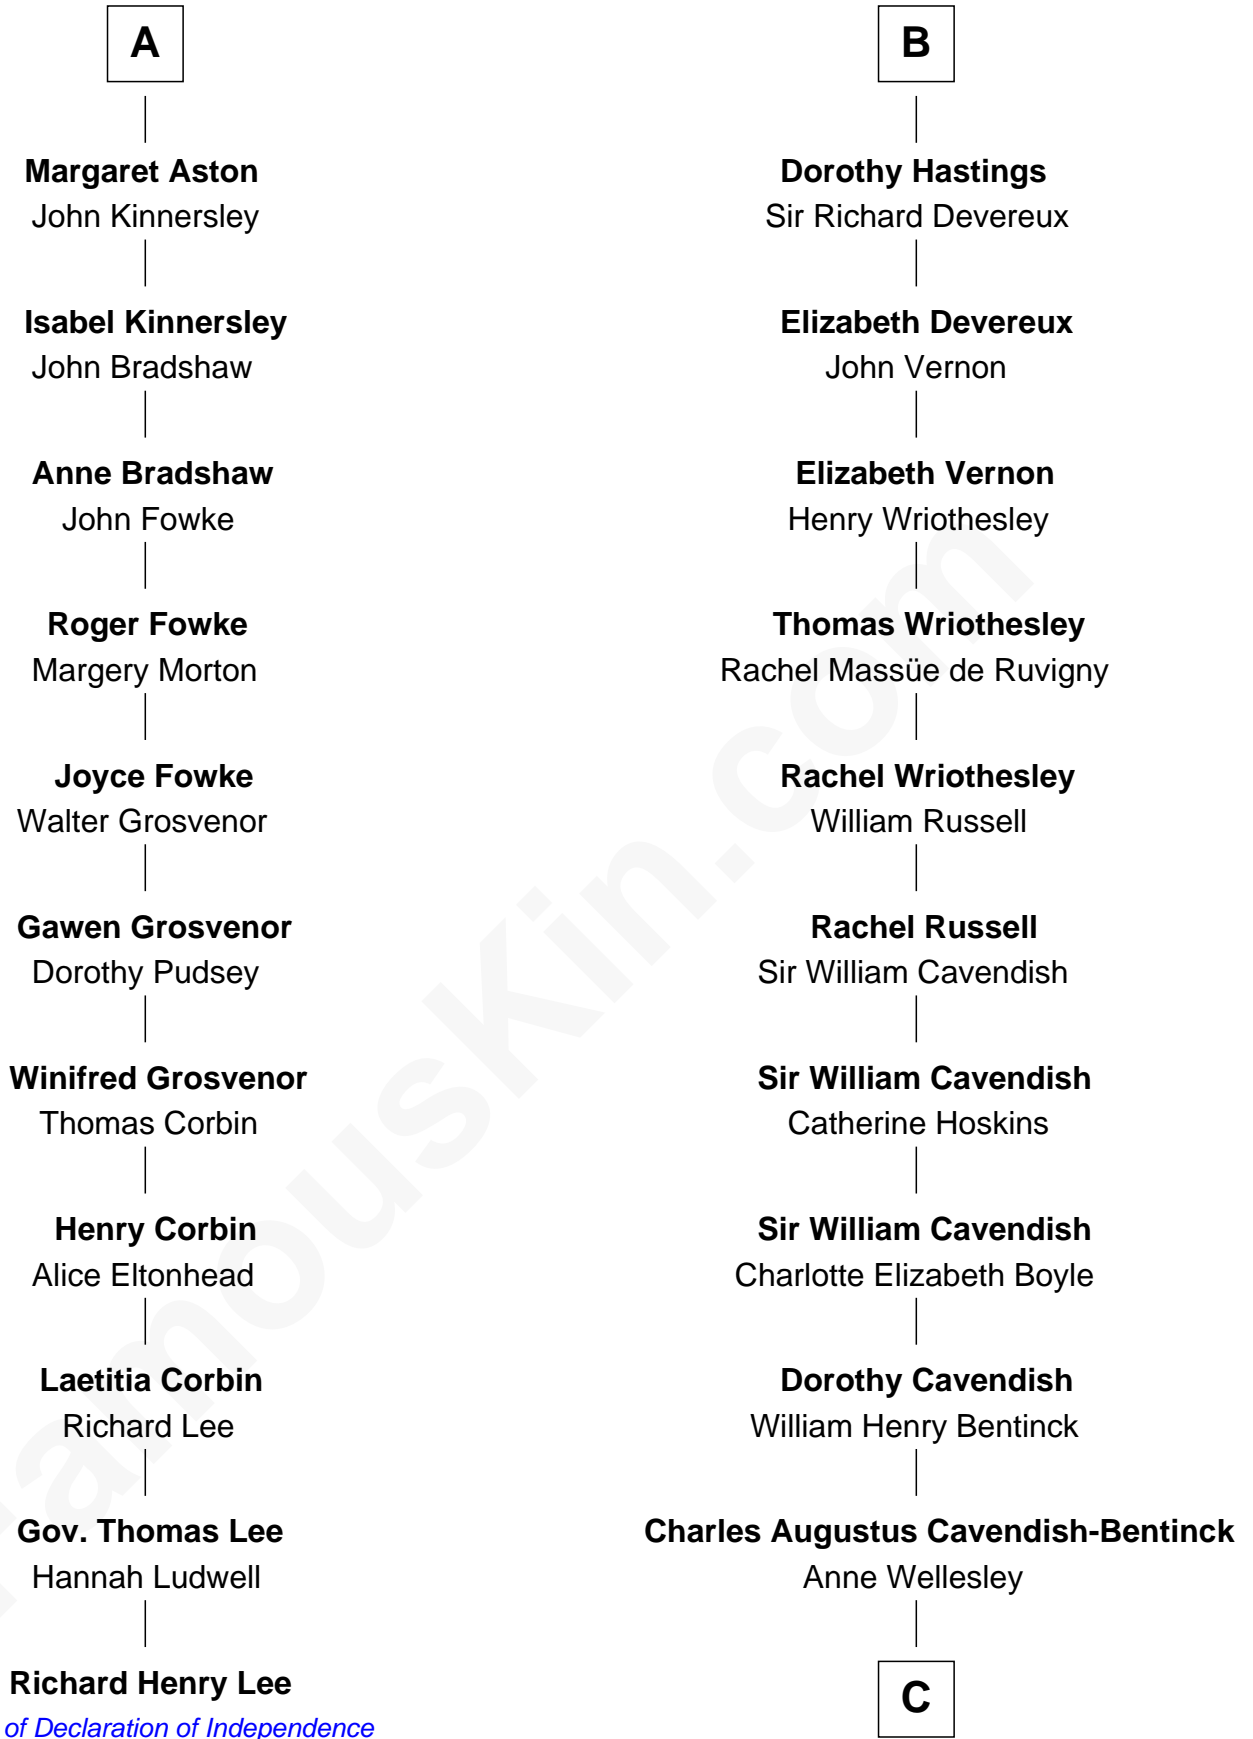 A
Margaret Aston
John Kinnersley
Isabel Kinnersley
John Bradshaw
Anne Bradshaw
John Fowke
Roger Fowke
Margery Morton
Joyce Fowke
Walter Grosvenor
Gawen Grosvenor
Dorothy Pudsey
Winifred Grosvenor
Thomas Corbin
Henry Corbin
Alice Eltonhead
Laetitia Corbin
Richard Lee
Gov. Thomas Lee
Hannah Ludwell
Richard Henry Lee
of Declaration of Independence
B
Dorothy Hastings
Sir Richard Devereux
Elizabeth Devereux
John Vernon
Elizabeth Vernon
Henry Wriothesley
Thomas Wriothesley
Rachel Massüe de Ruvigny
Rachel Wriothesley
William Russell
Rachel Russell
Sir William Cavendish
Sir William Cavendish
Catherine Hoskins
Sir William Cavendish
Charlotte Elizabeth Boyle
Dorothy Cavendish
William Henry Bentinck
Charles Augustus Cavendish-Bentinck
Anne Wellesley
C
FamousKin.com